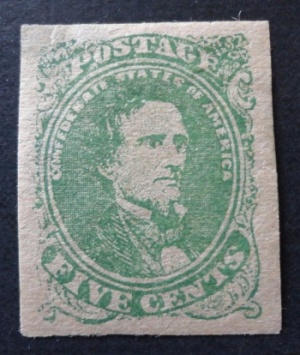 POSTAGE
CONFEDERATE STATES OF AMERICA
FIVE CENTS